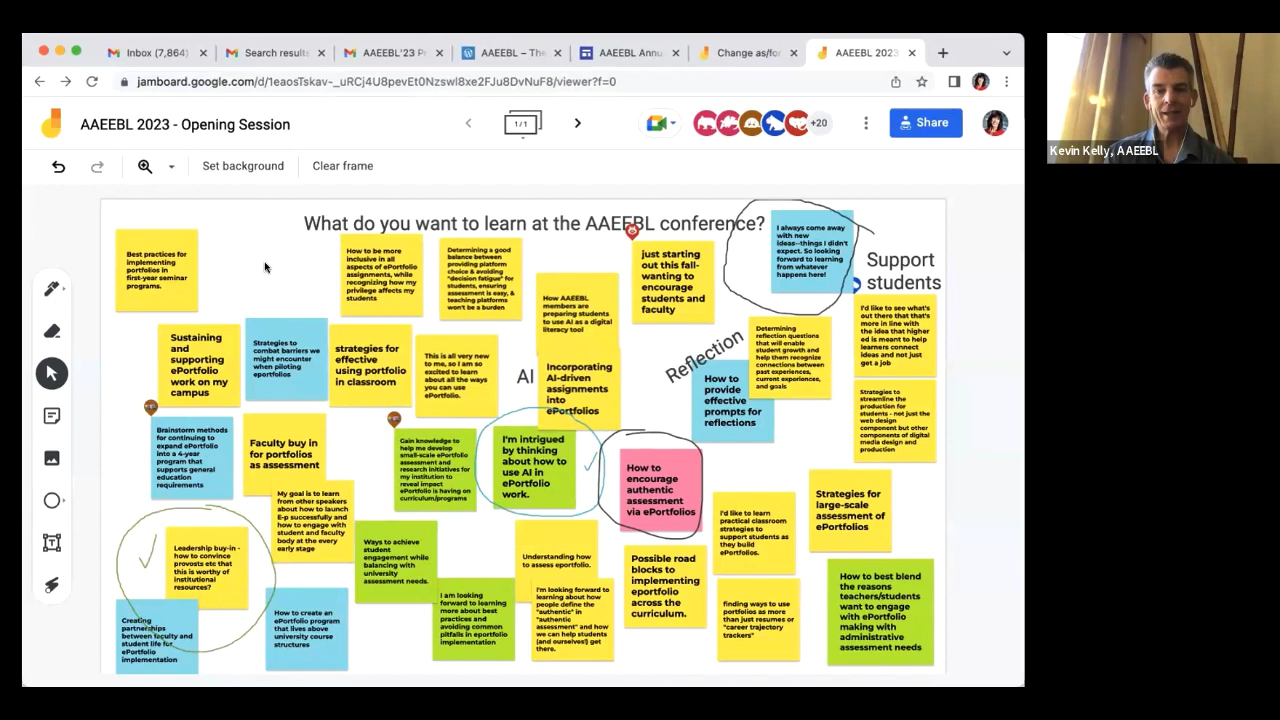 Inbox (7,864)
Search results
AAEEBL'23 P
AAEEBL – The
AAEEBL Annu
Change as/for
AAEEBL 2023
jamboard.google.com/d/1eaosTskav-_uRCj4U8pevEt0Nzswl8xe2FJu8DvNuF8/viewer?f=0
AAEEBL 2023 - Opening Session
1/1
+20
Share
Set background
Clear frame
Kevin Kelly, AAEEBL
What do you want to learn at the AAEEBL conference?
Best practices for
implementing
portfolios in
first-year seminar
programs.
How to be more
inclusive in all
aspects of ePortfolio
assignments, while
recognizing how my
privilege affects my
students
Determining a good
balance between
providing platform
choice & avoiding
"decision fatigue" for
students, ensuring
assessment is easy, &
teaching platforms
won't be a burden
How AAEEBL
members are
preparing students
to use AI as a digital
literacy tool
just starting
out this fall-
wanting to
encourage
students and
faculty
I always come away
with new
ideas--things I didn't
expect. So looking
forward to learning
from whatever
happens here!
Support
students
Sustaining
and
supporting
ePortfolio
work on my
campus
Strategies to
combat barriers we
might encounter
when piloting
eportfolios
strategies for
effective
using portfolio
in classroom
This is all very new
to me, so I am so
excited to learn
about all the ways
you can use
ePortfolio.
AI
Incorporating
AI-driven
assignments
into
ePortfolios
Reflection
How to
provide
effective
prompts for
reflections
Determining
reflection questions
that will enable
student growth and
help them recognize
connections between
past experiences,
current experiences,
and goals
I'd like to see what's
out there that's
more in line with
the idea that higher
ed is meant to help
learners connect
ideas and not just
get a job
Strategies to
streamline the
production for
students - not just the
web design
component but other
components of digital
media design and
production
Brainstorm methods
for continuing to
expand ePortfolio
into a 4-year
program that
supports general
education
requirements
Faculty buy in
for portfolios
as assessment
My goal is to learn
from other speakers
about how to launch
E-p successfully and
how to engage with
student and faculty
body at the every
early stage
Gain knowledge to
help me develop
small-scale ePortfolio
assessment and
research initiatives for
my institution to
reveal impact
ePortfolio is having on
curriculum/programs
I'm intrigued
by thinking
about how to
use AI in
ePortfolio
work.
How to
encourage
authentic
assessment
via ePortfolios
I'd like to learn
practical classroom
strategies to
support students as
they build
ePortfolios.
Strategies for
large-scale
assessment of
ePortfolios
Leadership buy-in -
how to convince
provosts etc that
this is worthy of
institutional
resources?
Creating
partnerships
between faculty and
student life for
ePortfolio
implementation
How to create an
ePortfolio program
that lives above
university course
structures
Ways to achieve
student
engagement while
balancing with
university
assessment needs.
I am looking
forward to learning
more about best
practices and
avoiding common
pitfalls in eportfolio
implementation
Understanding how
to assess eportfolio.
I'm looking forward to
learning about how
people define the
"authentic" in
"authentic
assessment" and how
we can help students
(and ourselves!) get
there.
Possible road
blocks to
implementing
eportfolio
across the
curriculum.
finding ways to use
portfolios as more
than just resumes or
"career trajectory
trackers"
How to best blend
the reasons
teachers/students
want to engage
with ePortfolio
making with
administrative
assessment needs